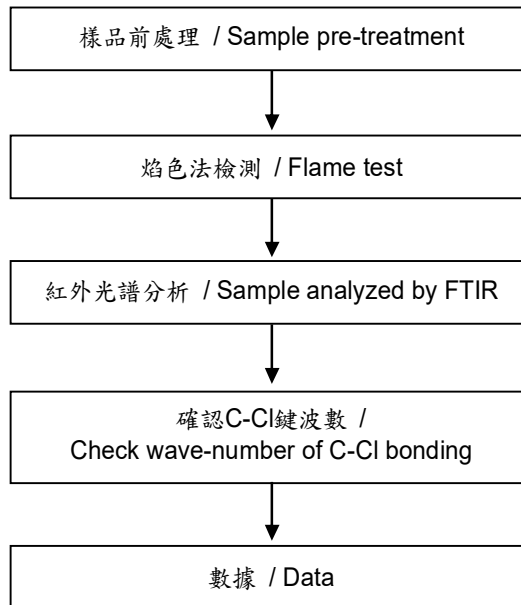 樣品前處理 / Sample pre-treatment
焰色法檢測 / Flame test
紅外光譜分析 / Sample analyzed by FTIR
確認C-Cl鍵波數 /
Check wave-number of C-Cl bonding
數據 / Data